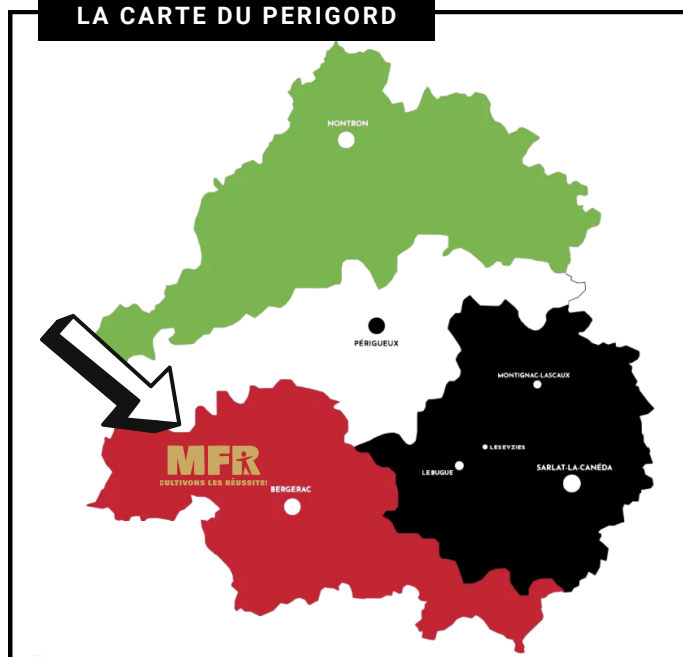 LA CARTE DU PERIGORD
NONTRON
PÉRIGUEUX
MONTIGNAC-LASCAUX
LES EYZIES
LE BUGUE
SARLAT-LA-CANÉDA
MFR
CULTIVONS LES RÉUSSITE!
BERGERAC